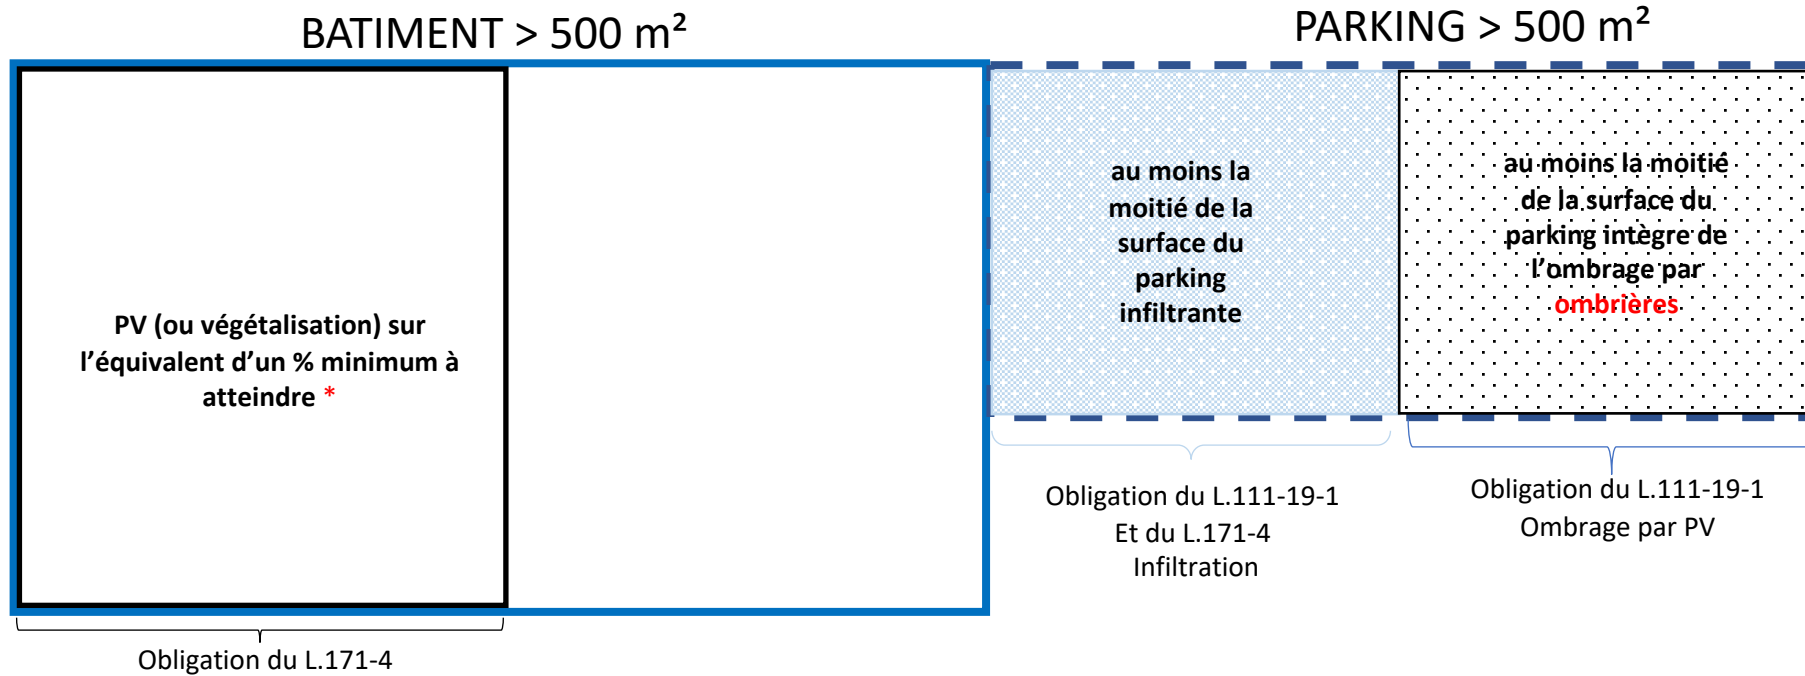 BATIMENT > 500 m²
PARKING > 500 m²
PV (ou végétalisation) sur
l’équivalent d’un % minimum à
atteindre *
au moins la
moitié de la
surface du
parking
infiltrante
au moins la moitié
de la surface du
parking intègre de
l’ombrage par
ombrières
Obligation du L.111-19-1
Et du L.171-4
Infiltration
Obligation du L.111-19-1
Ombrage par PV
Obligation du L.171-4